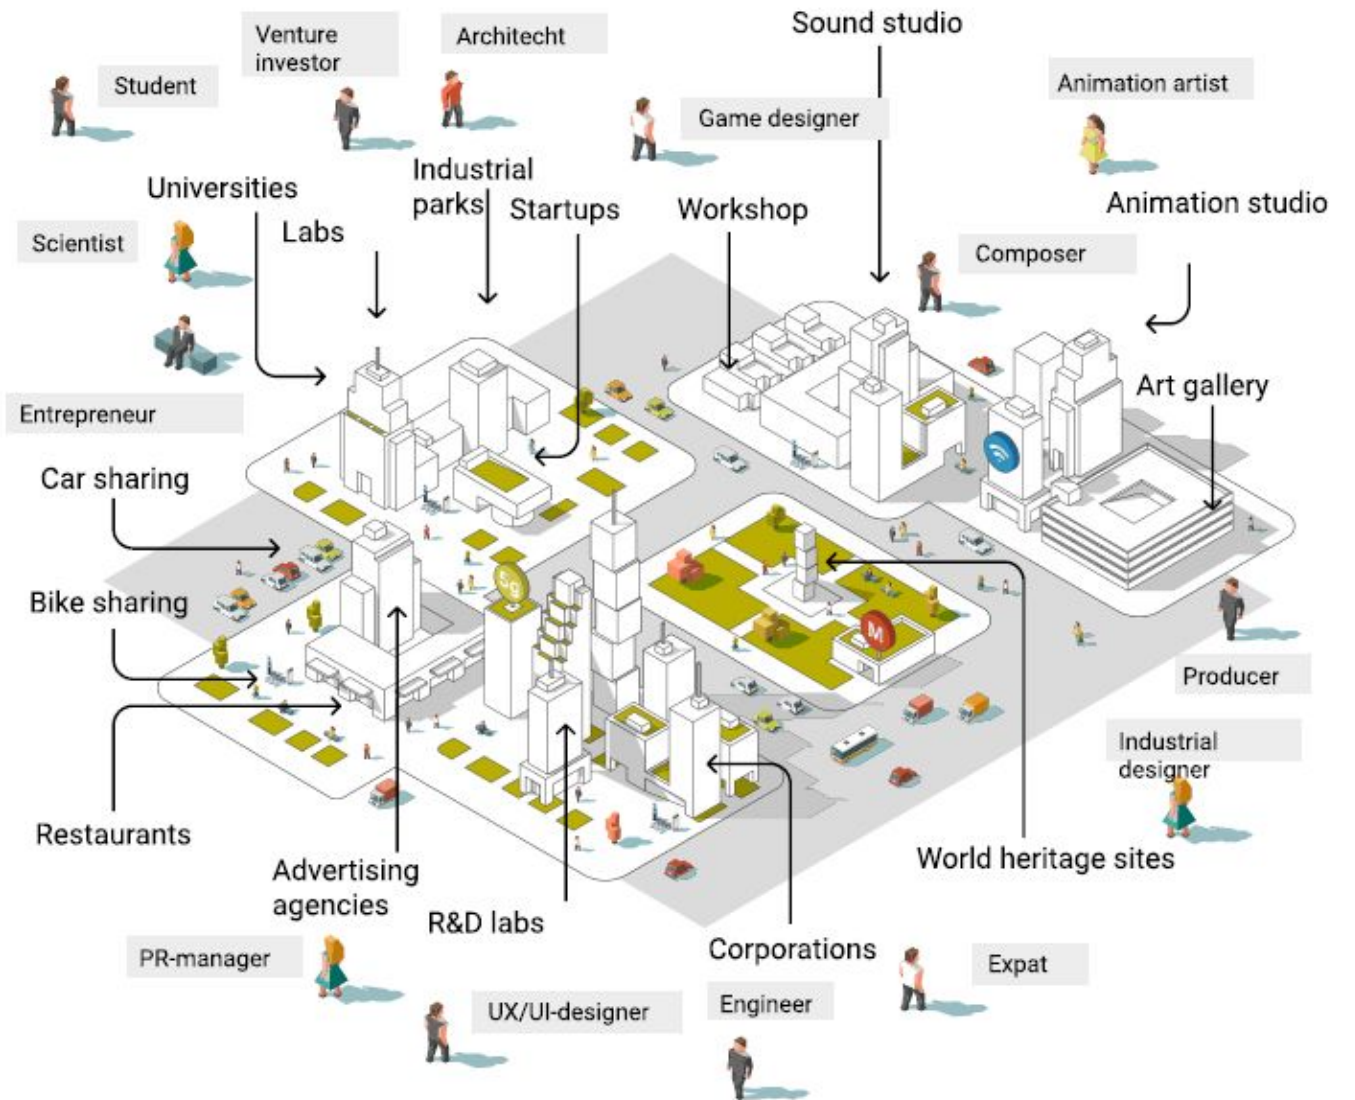 Sound studio
Venture
investor
Architecht
Student
Animation artist
Game designer
Industrial
parks
Universities
Startups
Workshop
Animation studio
Labs
Scientist
Composer
Art gallery
Entrepreneur
Car sharing
5g
Bike sharing
M
Producer
Industrial
designer
Restaurants
World heritage sites
Advertising
agencies
R&D labs
Corporations
PR-manager
Expat
UX/UI-designer
Engineer